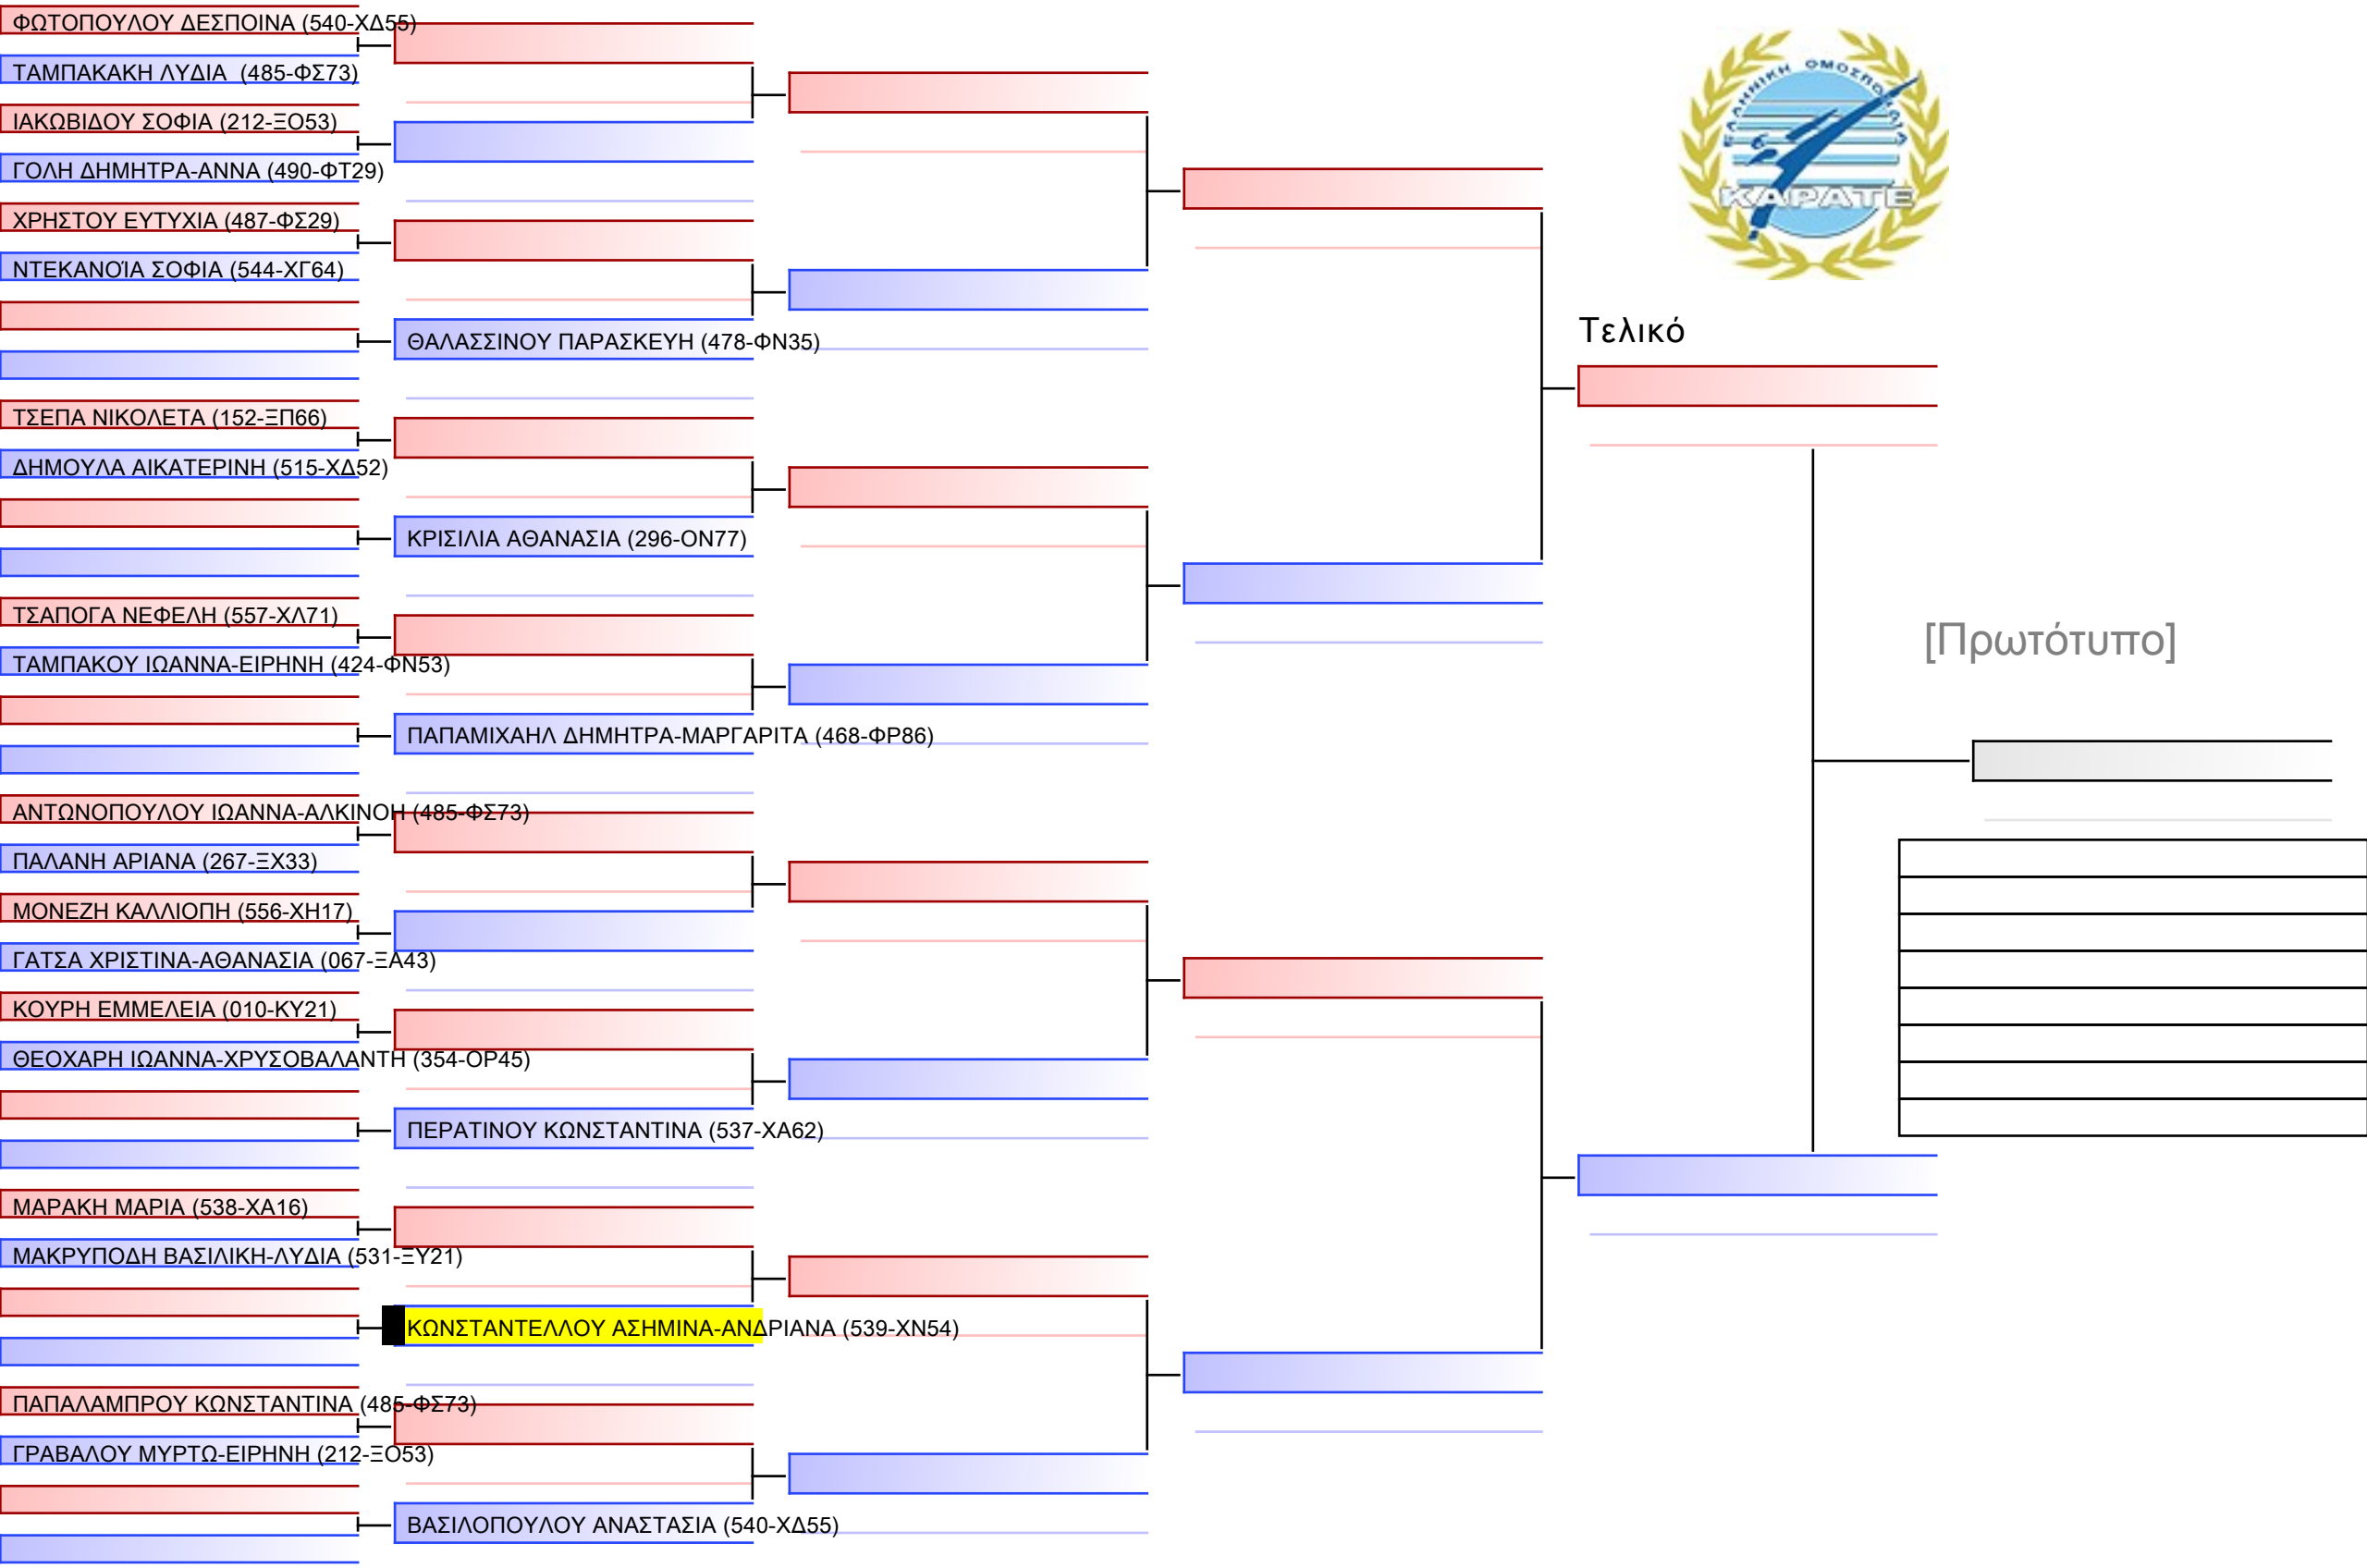 ΦΩΤΟΠΟΥΛΟΥ ΔΕΣΠΟΙΝΑ (540-ΧΔ55)
ΤΑΜΠΑΚΑΚΗ ΛΥΔΙΑ (485-ΦΣ73)
ΙΑΚΩΒΙΔΟΥ ΣΟΦΙΑ (212-ΞΟ53)
ΓΟΛΗ ΔΗΜΗΤΡΑ-ΑΝΝΑ (490-ΦΤ29)
ΧΡΗΣΤΟΥ ΕΥΤΥΧΙΑ (487-ΦΣ29)
ΝΤΕΚΑΝΟΪΑ ΣΟΦΙΑ (544-ΧΓ64)
ΤΣΕΠΑ ΝΙΚΟΛΕΤΑ (152-ΞΠ66)
ΔΗΜΟΥΛΑ ΑΙΚΑΤΕΡΙΝΗ (515-ΧΔ52)
ΤΣΑΠΟΓΑ ΝΕΦΕΛΗ (557-ΧΛ71)
ΤΑΜΠΑΚΟΥ ΙΩΑΝΝΑ-ΕΙΡΗΝΗ (424-ΦΝ53)
ΑΝΤΩΝΟΠΟΥΛΟΥ ΙΩΑΝΝΑ-ΑΛΚΙΝΟΗ (485-ΦΣ73)
ΠΑΛΑΝΗ ΑΡΙΑΝΑ (267-ΞΧ33)
ΜΟΝΕΖΗ ΚΑΛΛΙΟΠΗ (556-ΧΗ17)
ΓΑΤΣΑ ΧΡΙΣΤΙΝΑ-ΑΘΑΝΑΣΙΑ (067-ΞΑ43)
ΚΟΥΡΗ ΕΜΜΕΛΕΙΑ (010-ΚΥ21)
ΘΕΟΧΑΡΗ ΙΩΑΝΝΑ-ΧΡΥΣΟΒΑΛΑΝΤΗ (354-ΟΡ45)
ΜΑΡΑΚΗ ΜΑΡΙΑ (538-ΧΑ16)
ΜΑΚΡΥΠΟΔΗ ΒΑΣΙΛΙΚΗ-ΛΥΔΙΑ (531-ΞΥ21)
ΠΑΠΑΛΑΜΠΡΟΥ ΚΩΝΣΤΑΝΤΙΝΑ (485-ΦΣ73)
ΓΡΑΒΑΛΟΥ ΜΥΡΤΩ-ΕΙΡΗΝΗ (212-ΞΟ53)
ΘΑΛΑΣΣΙΝΟΥ ΠΑΡΑΣΚΕΥΗ (478-ΦΝ35)
ΚΡΙΣΙΛΙΑ ΑΘΑΝΑΣΙΑ (296-ΟΝ77)
ΠΑΠΑΜΙΧΑΗΛ ΔΗΜΗΤΡΑ-ΜΑΡΓΑΡΙΤΑ (468-ΦΡ86)
ΠΕΡΑΤΙΝΟΥ ΚΩΝΣΤΑΝΤΙΝΑ (537-ΧΑ62)
ΚΩΝΣΤΑΝΤΕΛΛΟΥ ΑΣΗΜΙΝΑ-ΑΝΔΡΙΑΝΑ (539-ΧΝ54)
ΒΑΣΙΛΟΠΟΥΛΟΥ ΑΝΑΣΤΑΣΙΑ (540-ΧΔ55)
ΕΛΛΗΝΙΚΗ ΟΜΟΣΠΟΝΔΙΑ
ΚΑΡΑΤΕ
Τελικό
[Πρωτότυπο]